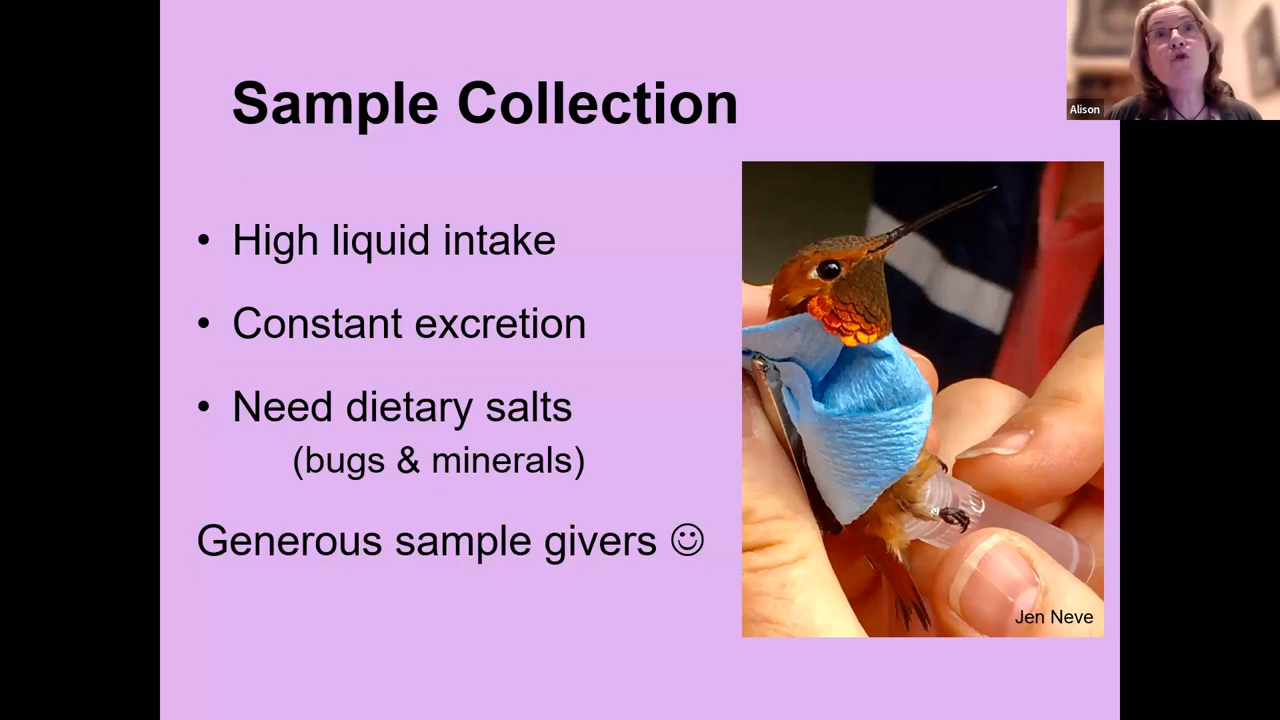 Sample Collection
Alison
• High liquid intake
• Constant excretion
• Need dietary salts
(bugs & minerals)
Generous sample givers ☺
Jen Neve